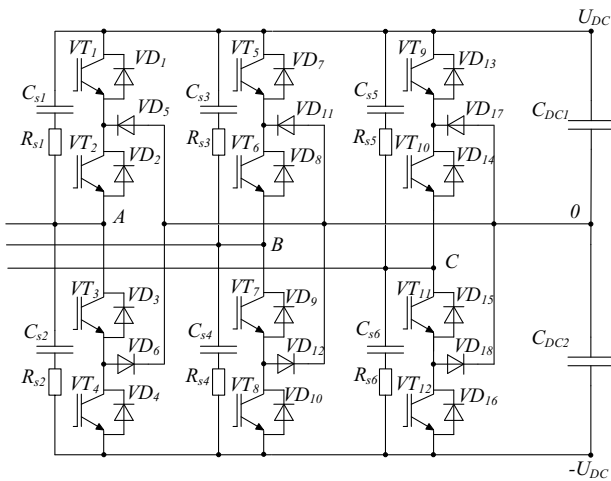 U_DC
VT_1 VD_1 VT_5 VD_7 VT_9 VD_13
C_s1 VD_5 C_s3 VD_11 C_s5 VD_17 C_DC1
R_s1 VT_2 VD_2 R_s3 VT_6 VD_8 R_s5 VT_10 VD_14
A 0
B
C
VT_3 VD_3 VT_7 VD_9 VT_11 VD_15
C_s2 VD_6 C_s4 VD_12 C_s6 VD_18 C_DC2
R_s2 VT_4 VD_4 R_s4 VT_8 VD_10 R_s6 VT_12 VD_16
-U_DC